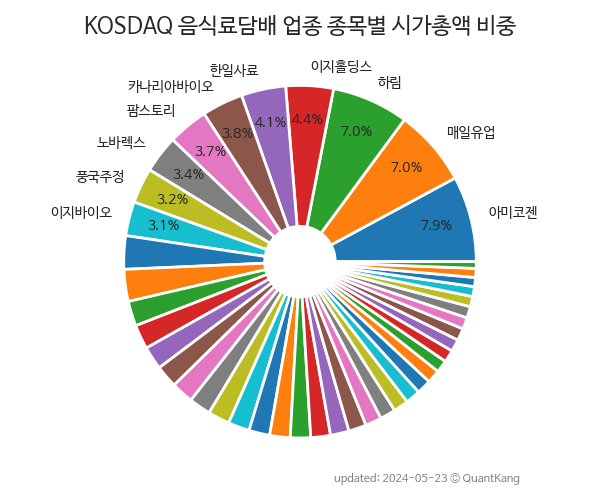 KOSDAQ 음식료담배 업종 종목별 시가총액 비중
아미코젠
7.9%
매일유업
7.0%
하림
7.0%
이지홀딩스
4.4%
한일사료
4.1%
카나리아바이오
3.8%
팜스토리
3.7%
노바렉스
3.4%
풍국주정
3.2%
이지바이오
3.1%
updated: 2024-05-23 © QuantKang